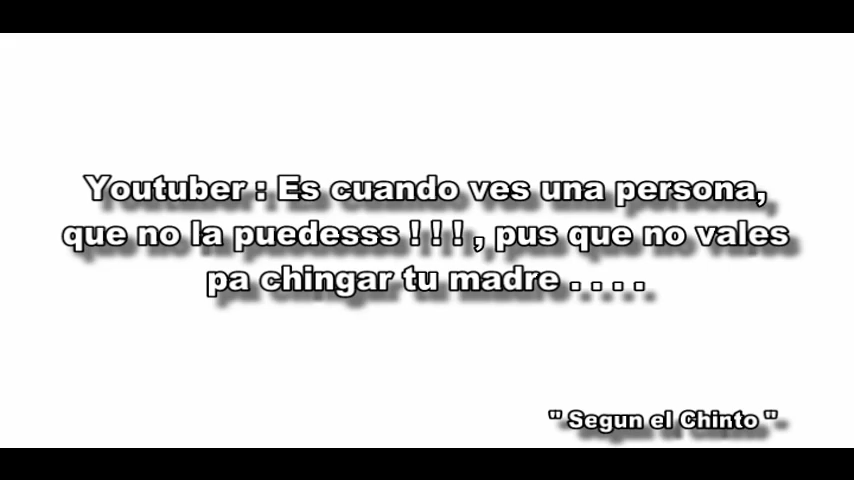 Youtuber : Es cuando ves una persona,
que no la puedesss ! ! ! , pus que no vales
pa chingar tu madre . . . .
" Segun el Chinto "